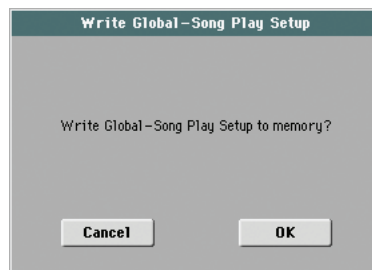 Write Global-Song Play Setup
Write Global-Song Play Setup to memory?
Cancel
OK